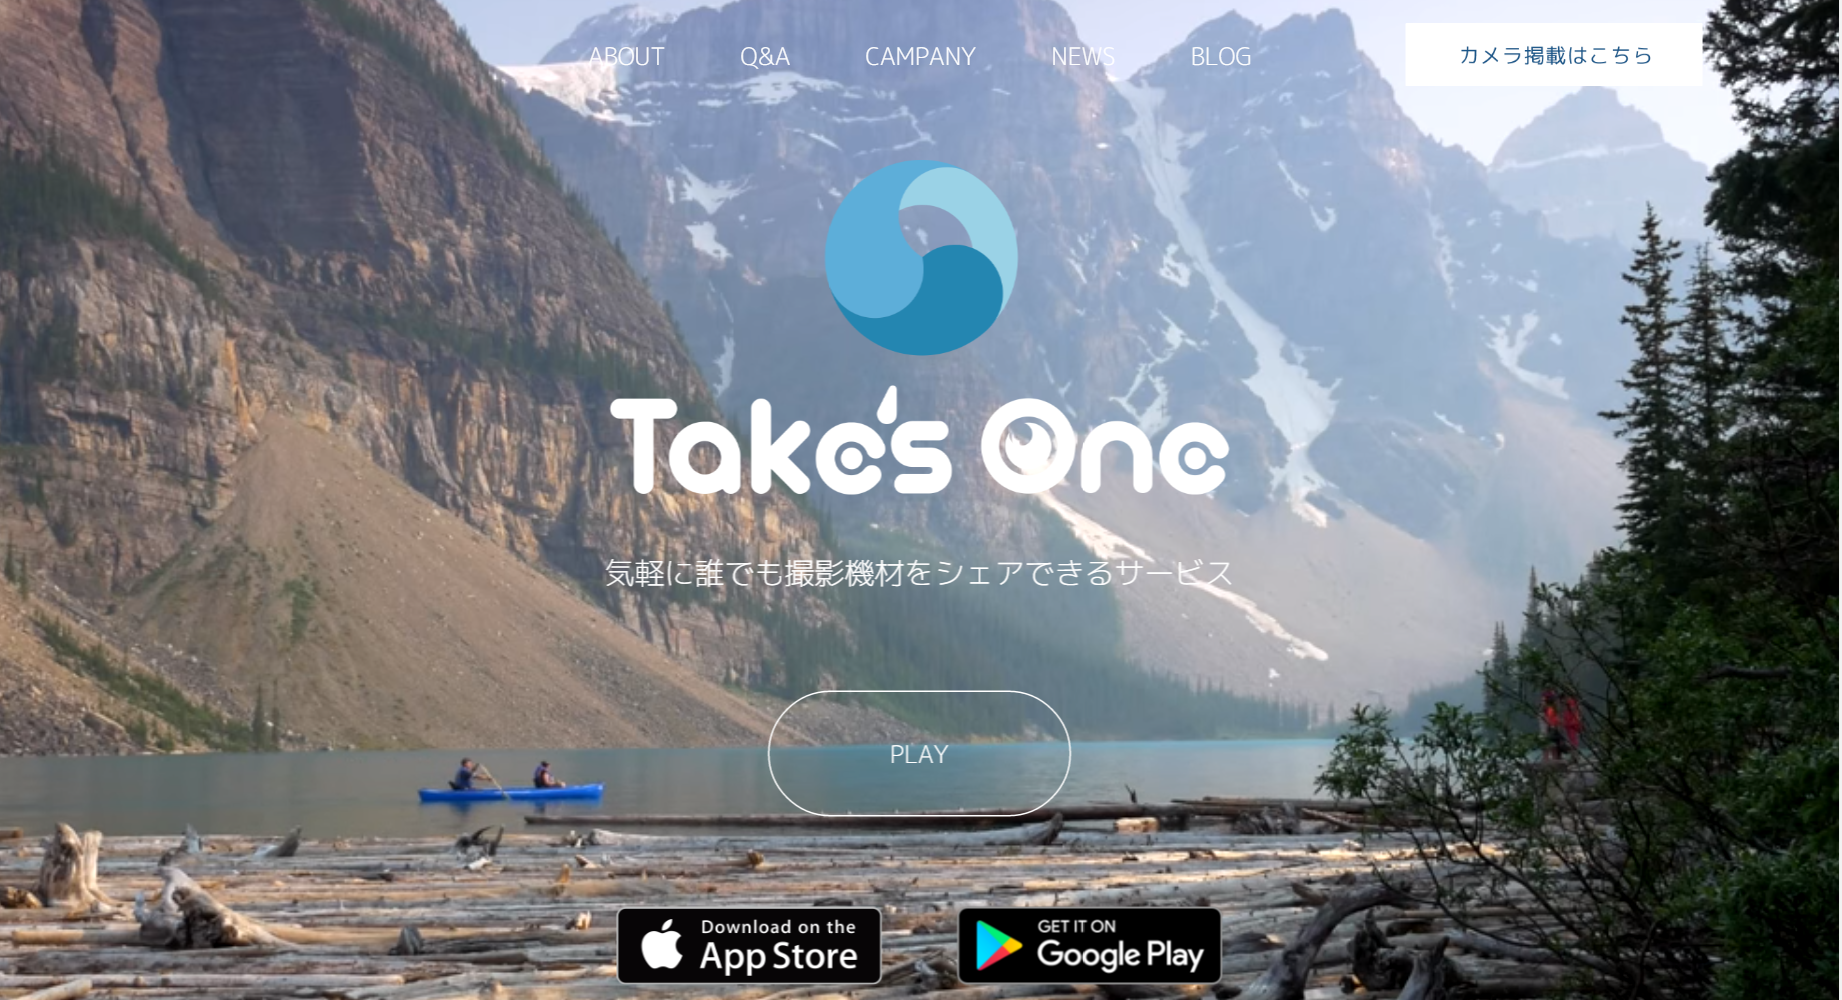 ABOUT
Q&A
CAMPANY
NEWS
BLOG
カメラ掲載はこちら
Take's One
気軽に誰でも撮影機材をシェアできるサービス
PLAY
Download on the
App Store
GET IT ON
Google Play